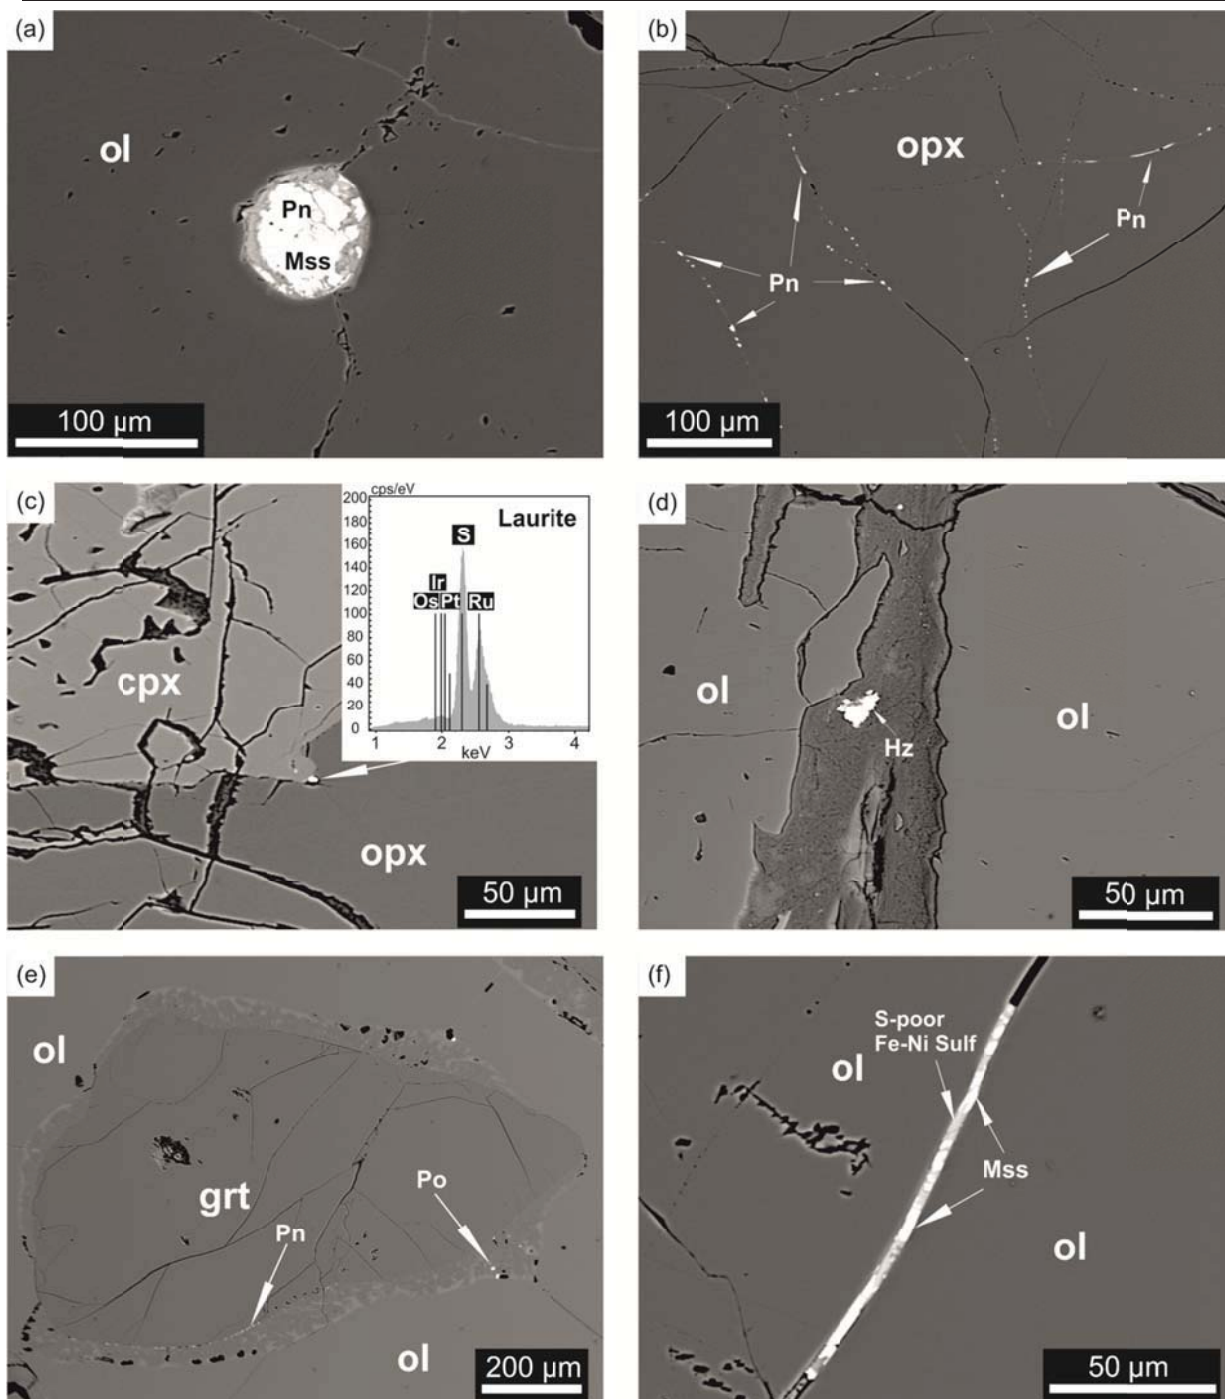 (a)
ol
Pn
Mss
100 µm
(b)
opx
Pn
Pn
100 µm
(c)
cps/eV
200
180
160
140
120
100
80
60
40
20
0
Laurite
S
Ir
Os Pt Ru
1 2 3 4
keV
cpx
opx
50 µm
(d)
ol
ol
Hz
50 µm
(e)
ol
grt
Po
Pn
ol
200 µm
(f)
S-poor
Fe-Ni Sulf
ol
Mss
ol
50 µm